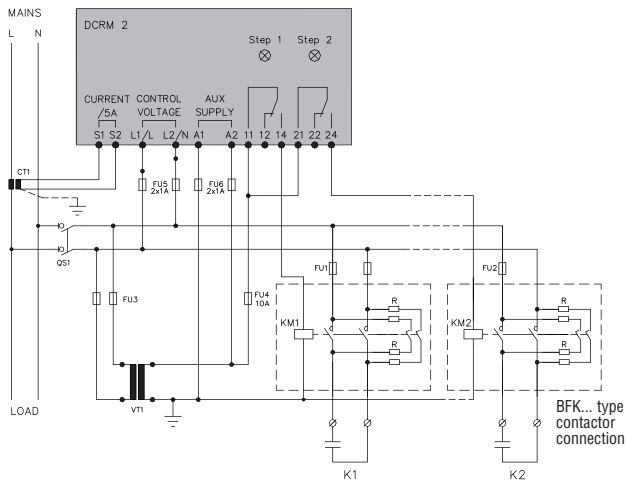 MAINS
L N
DCRM 2
Step 1 Step 2
CURRENT CONTROL AUX
/5A VOLTAGE SUPPLY
S1 S2 L1/L L2/N A1 A2 11 12 14 21 22 24
CT1
FU5 FU6
2x1A 2x1A
QS1
FU1 FU2
FU3 FU4
10A
R R
KM1 KM2
R R
VT1
LOAD
BFK... type
contactor
connection
K1 K2